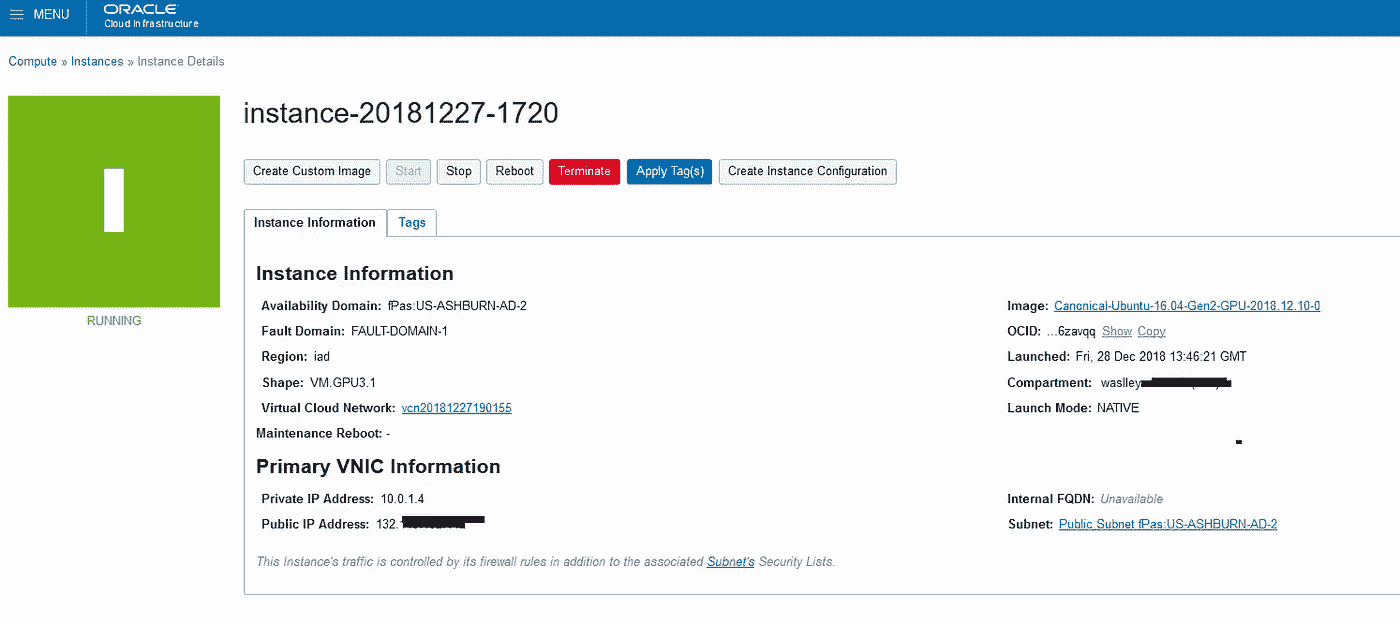 MENU
ORACLE
Cloud Infrastructure
Compute » Instances » Instance Details
instance-20181227-1720
Create Custom Image Start Stop Reboot Terminate Apply Tag(s) Create Instance Configuration
Instance Information Tags
RUNNING
Instance Information
Availability Domain: fPas:US-ASHBURN-AD-2
Fault Domain: FAULT-DOMAIN-1
Region: iad
Shape: VM.GPU3.1
Virtual Cloud Network: vcn20181227190155
Maintenance Reboot: -
Image: Canonical-Ubuntu-16.04-Gen2-GPU-2018.12.10-0
OCID: ...6zavqq Show Copy
Launched: Fri, 28 Dec 2018 13:46:21 GMT
Compartment: waslley
Launch Mode: NATIVE
Primary VNIC Information
Private IP Address: 10.0.1.4
Public IP Address: 132.
Internal FQDN: Unavailable
Subnet: Public Subnet fPas:US-ASHBURN-AD-2
This Instance's traffic is controlled by its firewall rules in addition to the associated Subnet's Security Lists.